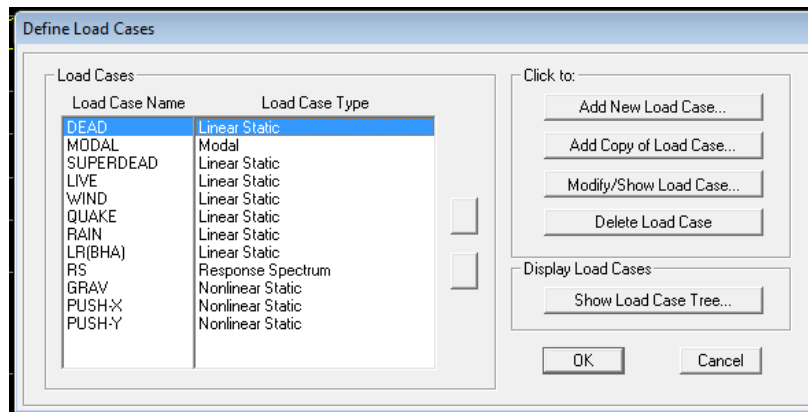 Define Load Cases
Load Cases
Load Case Name Load Case Type
DEAD Linear Static
MODAL Modal
SUPERDEAD Linear Static
LIVE Linear Static
WIND Linear Static
QUAKE Linear Static
RAIN Linear Static
LR(BHA) Linear Static
RS Response Spectrum
GRAV Nonlinear Static
PUSH-X Nonlinear Static
PUSH-Y Nonlinear Static
Click to:
Add New Load Case...
Add Copy of Load Case...
Modify/Show Load Case...
Delete Load Case
Display Load Cases
Show Load Case Tree...
OK Cancel